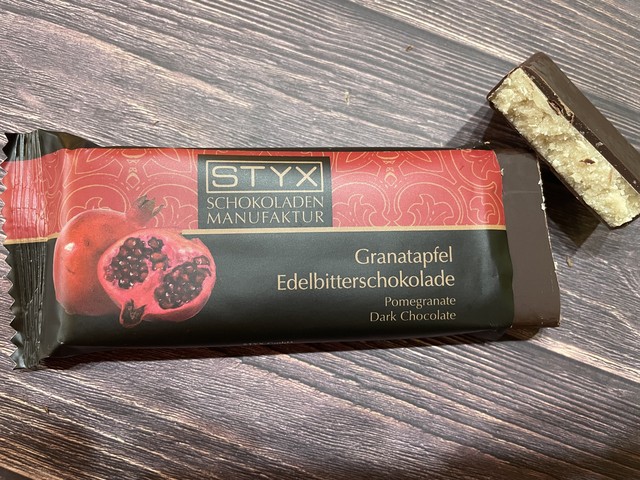 STYX
SCHOKOLADEN
MANUFAKTUR
Granatapfel
Edelbitterschokolade
Pomegranate
Dark Chocolate